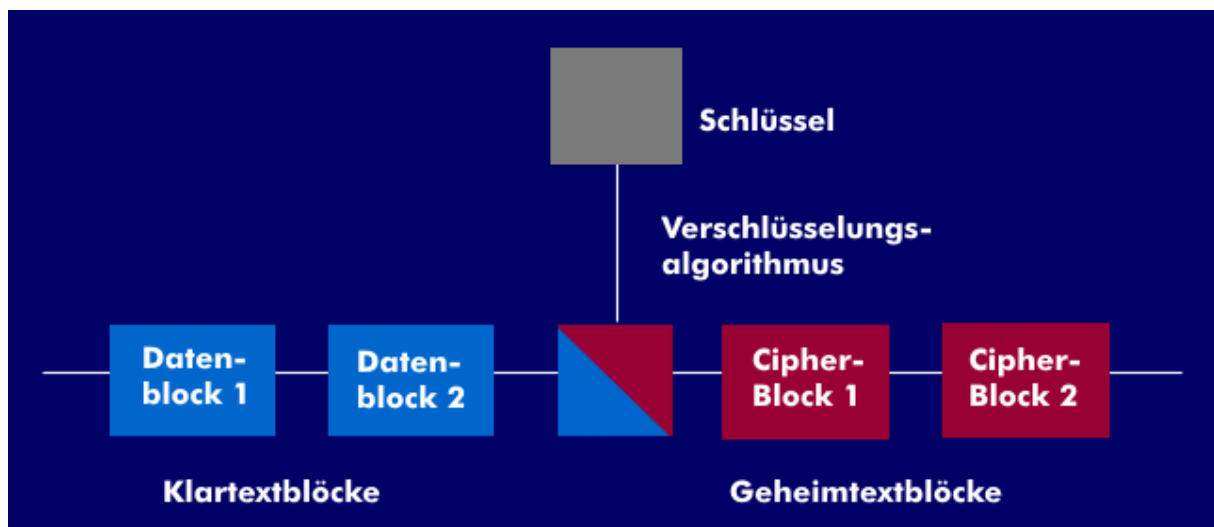 Schlüssel
Verschlüsselungs-
algorithmus
Daten-
block 1
Daten-
block 2
Cipher-
Block 1
Cipher-
Block 2
Klartextblöcke
Geheimtextblöcke